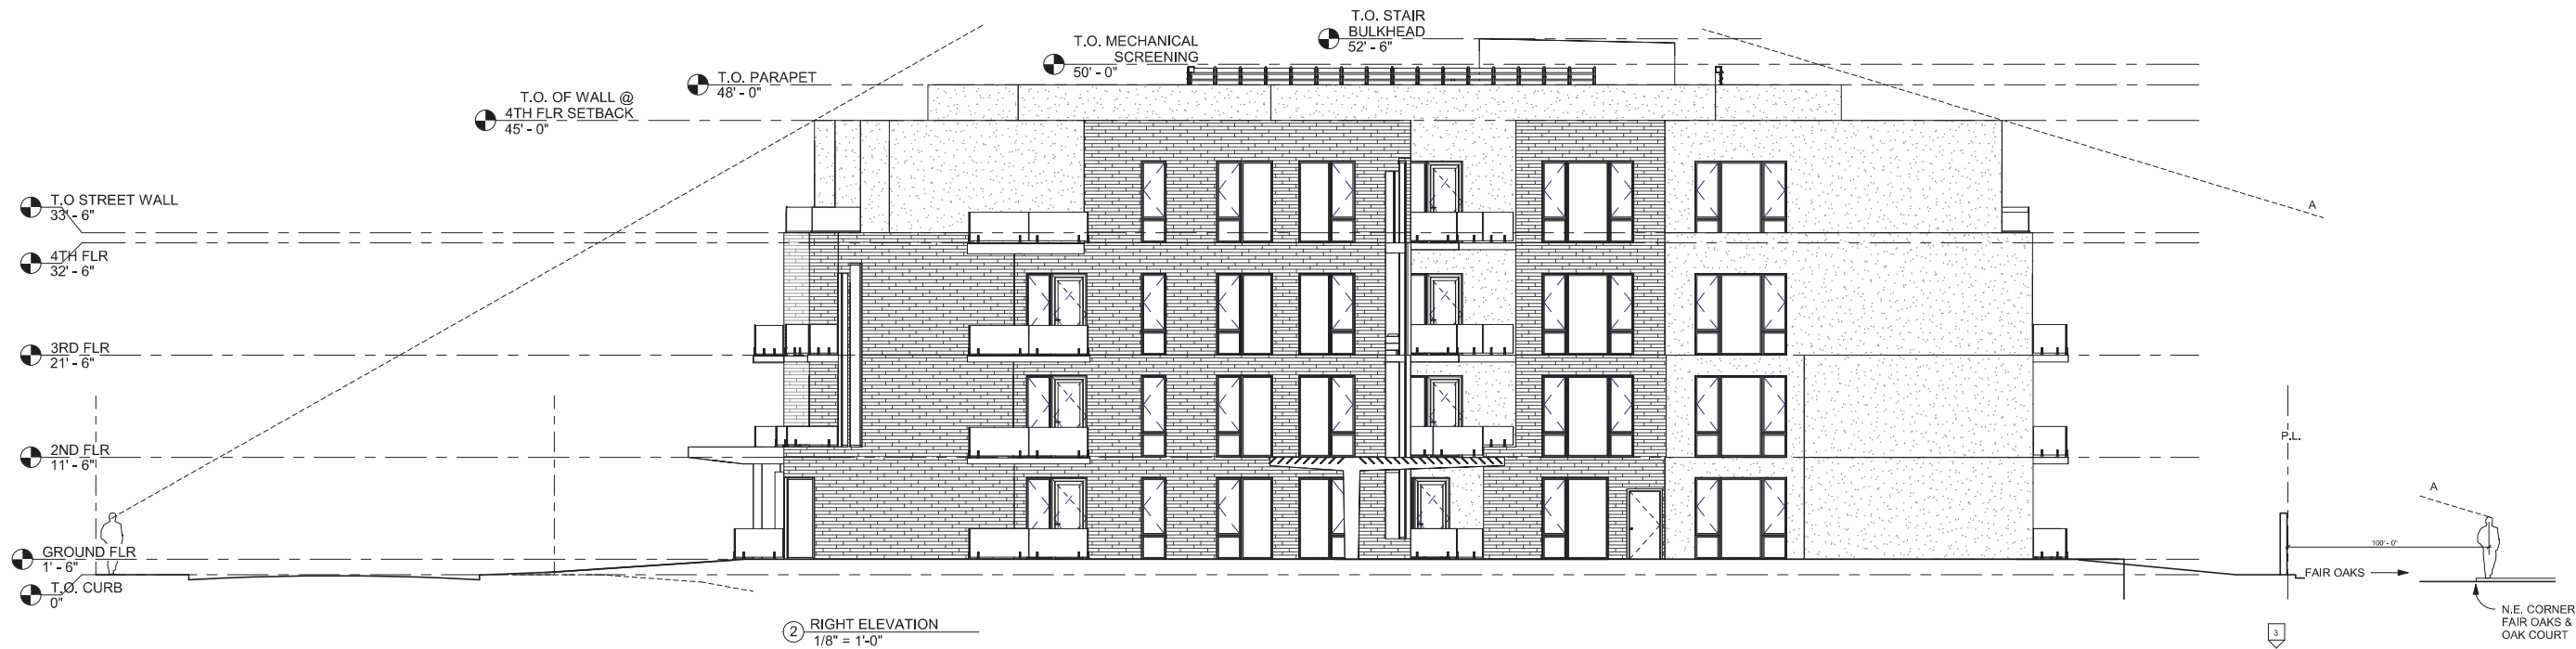 T.O. STAIR
BULKHEAD
52' - 6"
T.O. MECHANICAL
SCREENING
50' - 0"
T.O. PARAPET
48' - 0"
T.O. OF WALL @
4TH FLR SETBACK
45' - 0"
T.O STREET WALL
33' - 6"
A
4TH FLR
32' - 6"
3RD FLR
21' - 6"
2ND FLR
11' - 6"
P.L.
A
GROUND FLR
1' - 6"
100' - 0"
T.O. CURB
0"
FAIR OAKS
N.E. CORNER
FAIR OAKS &
OAK COURT
2 RIGHT ELEVATION
1/8" = 1'-0"
3